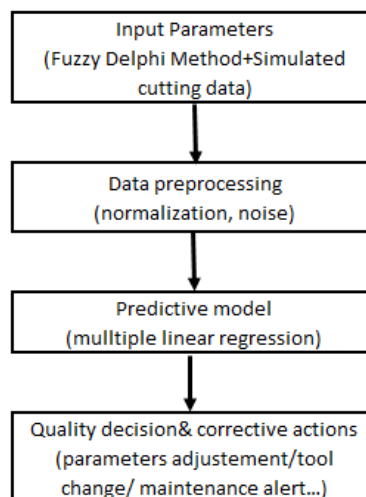 Input Parameters
(Fuzzy Delphi Method+Simulated
cutting data)
Data preprocessing
(normalization, noise)
Predictive model
(mulltiple linear regression)
Quality decision& corrective actions
(parameters adjustement/tool
change/ maintenance alert...)